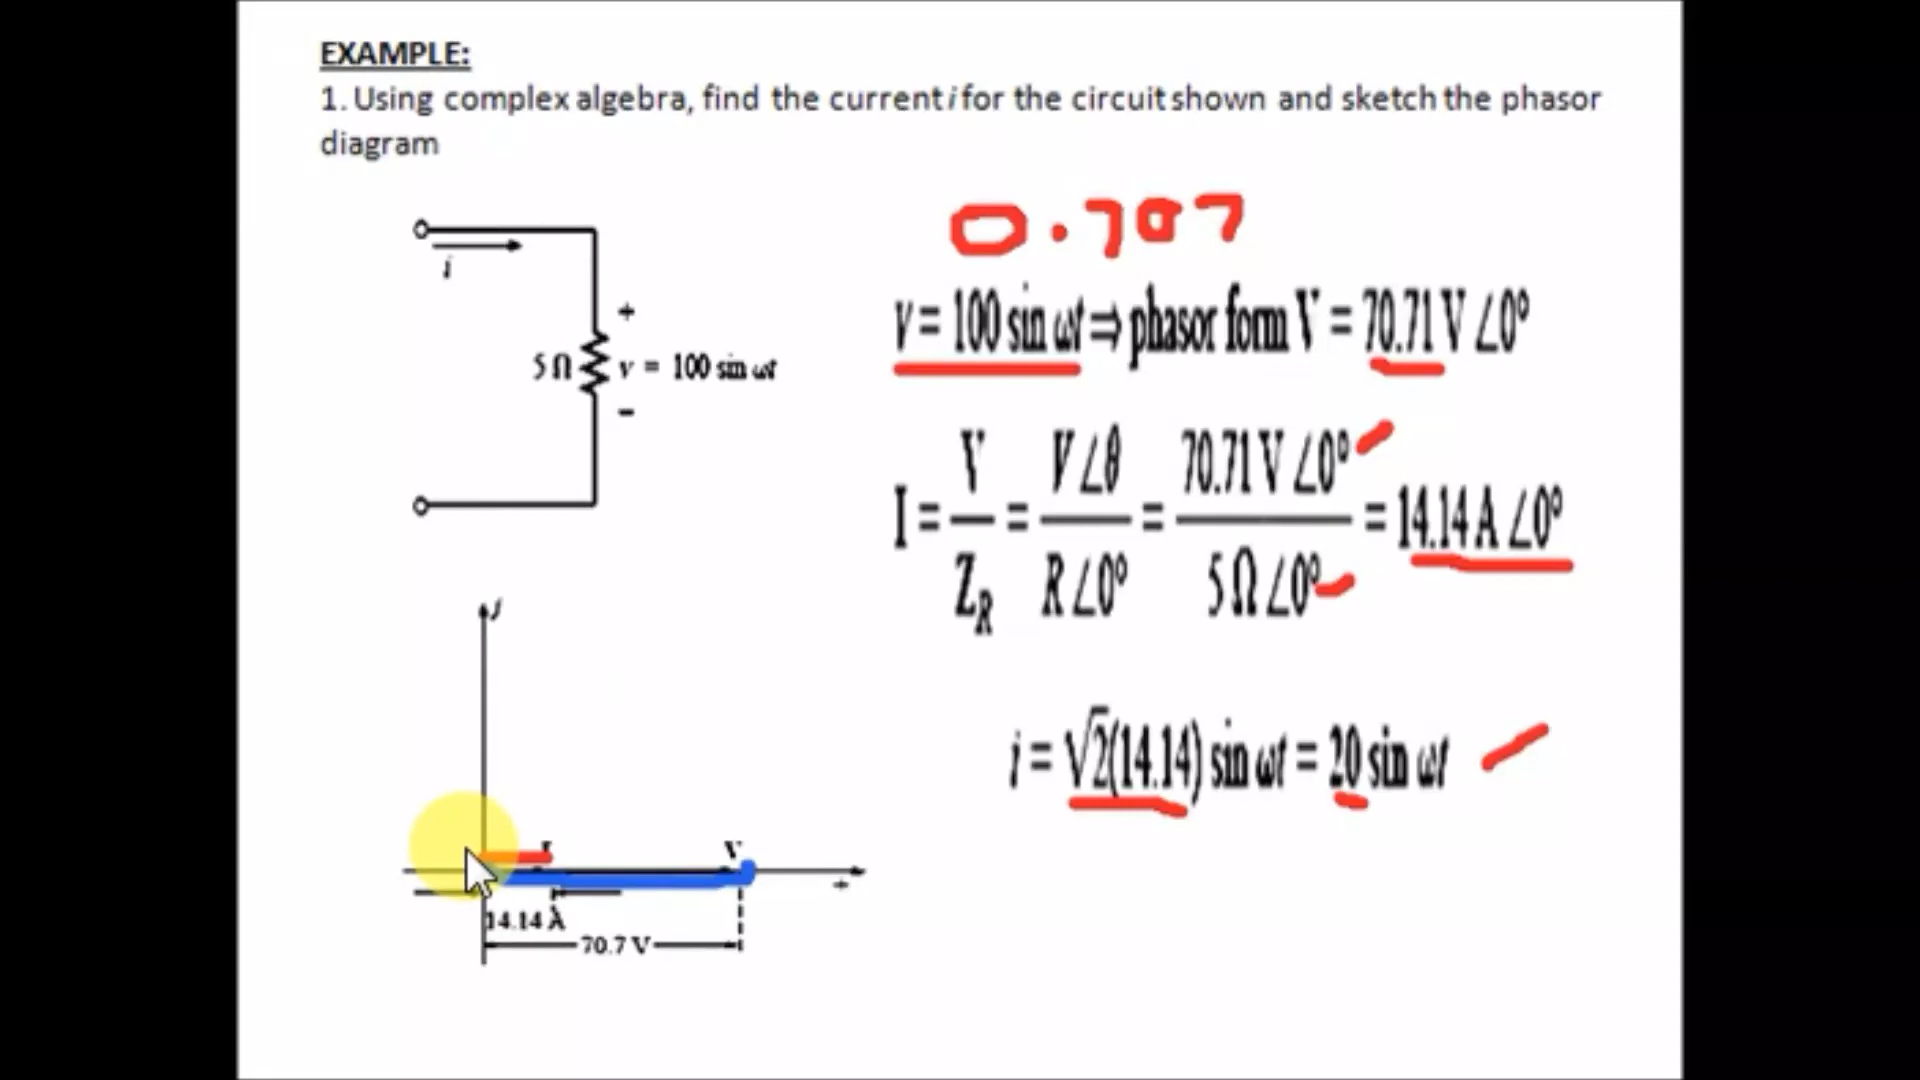 EXAMPLE:
1. Using complex algebra, find the current i for the circuit shown and sketch the phasor
diagram
0.707
i
+
5 Ω v = 100 sin ωt
−
v = 100 sin ωt ⇒ phasor form V = 70.71 V ∠0°
I = V / Z_R = V∠θ / R∠0° = 70.71 V ∠0° / 5 Ω ∠0° = 14.14 A ∠0°
i = √2(14.14) sin ωt = 20 sin ωt
j
V
+
14.14 A
70.7 V